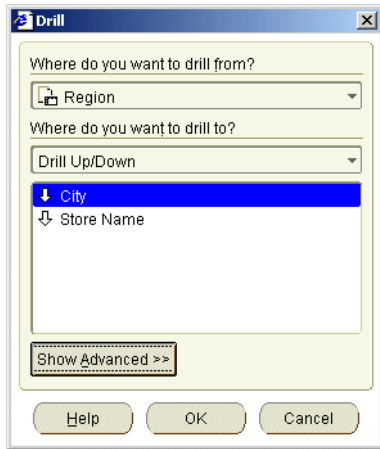 Drill
Where do you want to drill from?
Region
Where do you want to drill to?
Drill Up/Down
City
Store Name
Show Advanced >>
Help OK Cancel